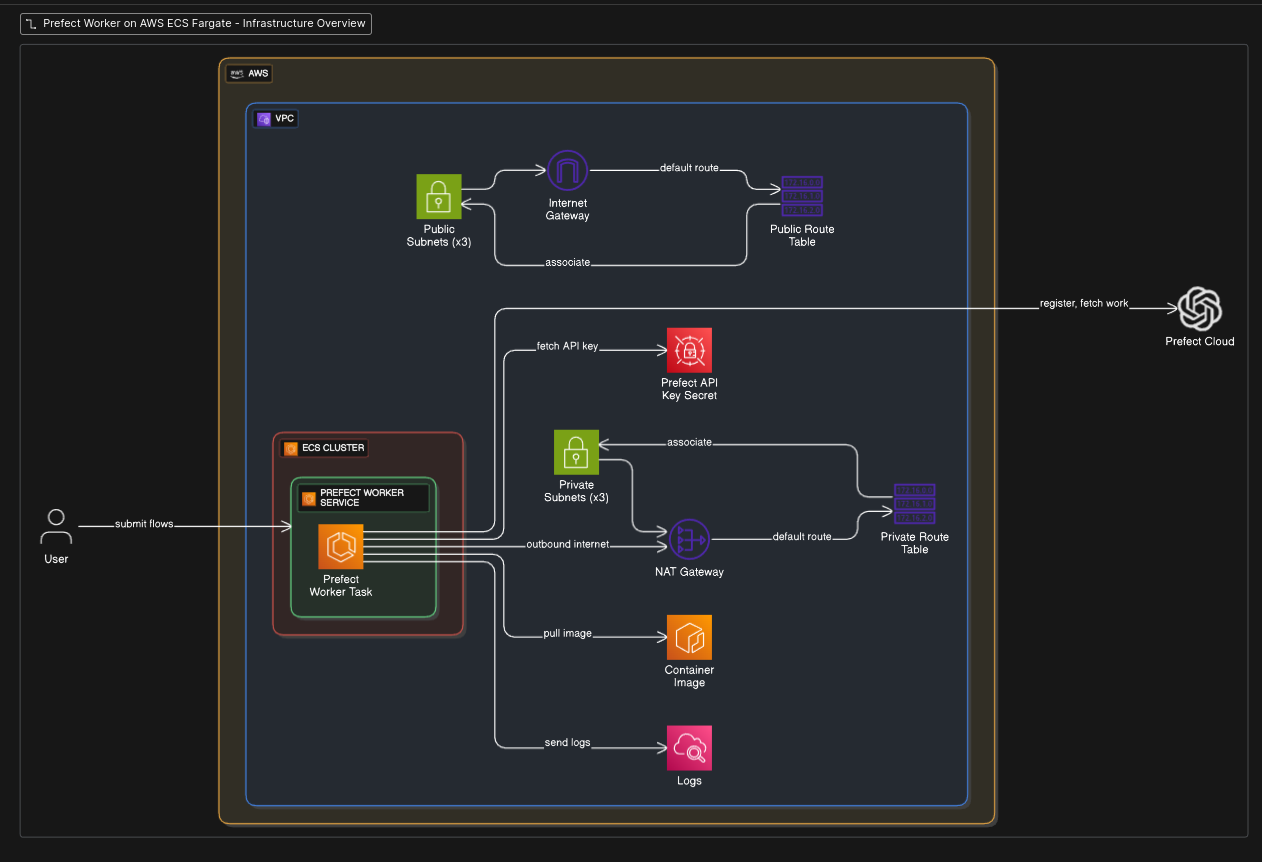 Prefect Worker on AWS ECS Fargate - Infrastructure Overview
aws AWS
VPC
default route
Internet
Gateway
Public
Subnets (x3)
Public Route
Table
associate
register, fetch work
Prefect Cloud
fetch API key
Prefect API
Key Secret
ECS CLUSTER
associate
PREFECT WORKER
SERVICE
Private
Subnets (x3)
submit flows
User
outbound internet
default route
Private Route
Table
NAT Gateway
Prefect
Worker Task
pull image
Container
Image
send logs
Logs